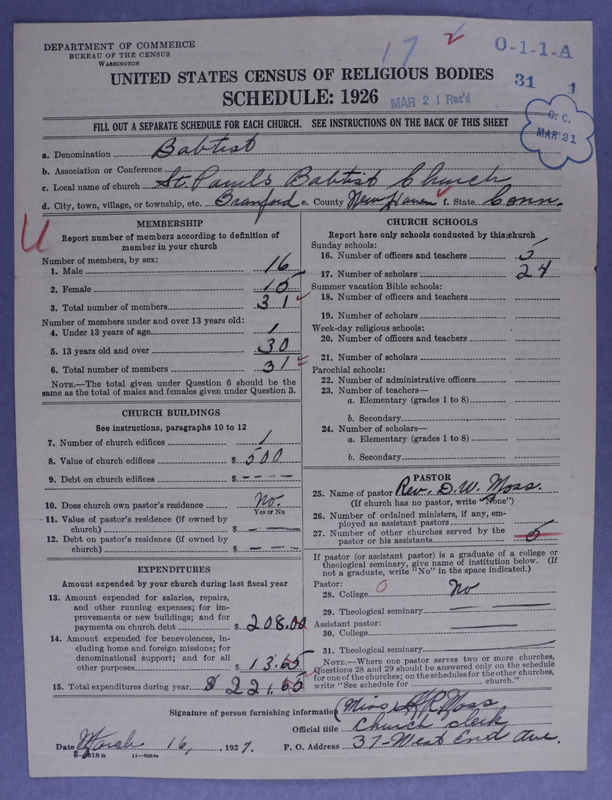 DEPARTMENT OF COMMERCE
BUREAU OF THE CENSUS
WASHINGTON
17 2
0-1-1-A
31 1
UNITED STATES CENSUS OF RELIGIOUS BODIES
SCHEDULE: 1926
MAR 21 Rec'd
C. C.
MAR 21
FILL OUT A SEPARATE SCHEDULE FOR EACH CHURCH. SEE INSTRUCTIONS ON THE BACK OF THIS SHEET
a. Denomination Babtist
b. Association or Conference
c. Local name of church St. Paul's Babtist Church
d. City, town, village, or township, etc. Branford e. County New Haven f. State Conn.
U
MEMBERSHIP
Report number of members according to definition of
member in your church
Number of members, by sex:
1. Male 16
2. Female 15
3. Total number of members 31
Number of members under and over 13 years old:
4. Under 13 years of age 1
5. 13 years old and over 30
6. Total number of members 31
NOTE.—The total given under Question 6 should be the
same as the total of males and females given under Question 3.
CHURCH BUILDINGS
See instructions, paragraphs 10 to 12
7. Number of church edifices 1
8. Value of church edifices $ 500
9. Debt on church edifices $ - - - -
10. Does church own pastor's residence No.
Yes or No
11. Value of pastor's residence (if owned by
church) $ - —
12. Debt on pastor's residence (if owned by
church) $ — - —
EXPENDITURES
Amount expended by your church during last fiscal year
13. Amount expended for salaries, repairs,
and other running expenses; for im-
provements or new buildings; and for
payments on church debt $ 208.00
14. Amount expended for benevolences, in-
cluding home and foreign missions; for
denominational support; and for all
other purposes $ 13.65
15. Total expenditures during year $ 221.65
CHURCH SCHOOLS
Report here only schools conducted by this church
Sunday schools:
16. Number of officers and teachers 5
17. Number of scholars 24
Summer vacation Bible schools:
18. Number of officers and teachers
19. Number of scholars
Week-day religious schools:
20. Number of officers and teachers
21. Number of scholars
Parochial schools:
22. Number of administrative officers
23. Number of teachers—
a. Elementary (grades 1 to 8)
b. Secondary
24. Number of scholars—
a. Elementary (grades 1 to 8)
b. Secondary
PASTOR
25. Name of pastor Rev. D. W. Moss.
(If church has no pastor, write "None")
26. Number of ordained ministers, if any, em-
ployed as assistant pastors
27. Number of other churches served by the
pastor or his assistants 5
If pastor (or assistant pastor) is a graduate of a college or
theological seminary, give name of institution below. (If
not a graduate, write "No" in the space indicated.)
Pastor:
28. College 0 No
29. Theological seminary
Assistant pastor:
30. College
31. Theological seminary
NOTE.—Where one pastor serves two or more churches,
Questions 28 and 29 should be answered only on the schedule
for one of the churches; on the schedules for the other churches,
write "See schedule for church."
Signature of person furnishing information Miss R. Moss
Official title Church Clerk
Date March 16, , 1927. P. O. Address 37-West End Ave.
11—9024a